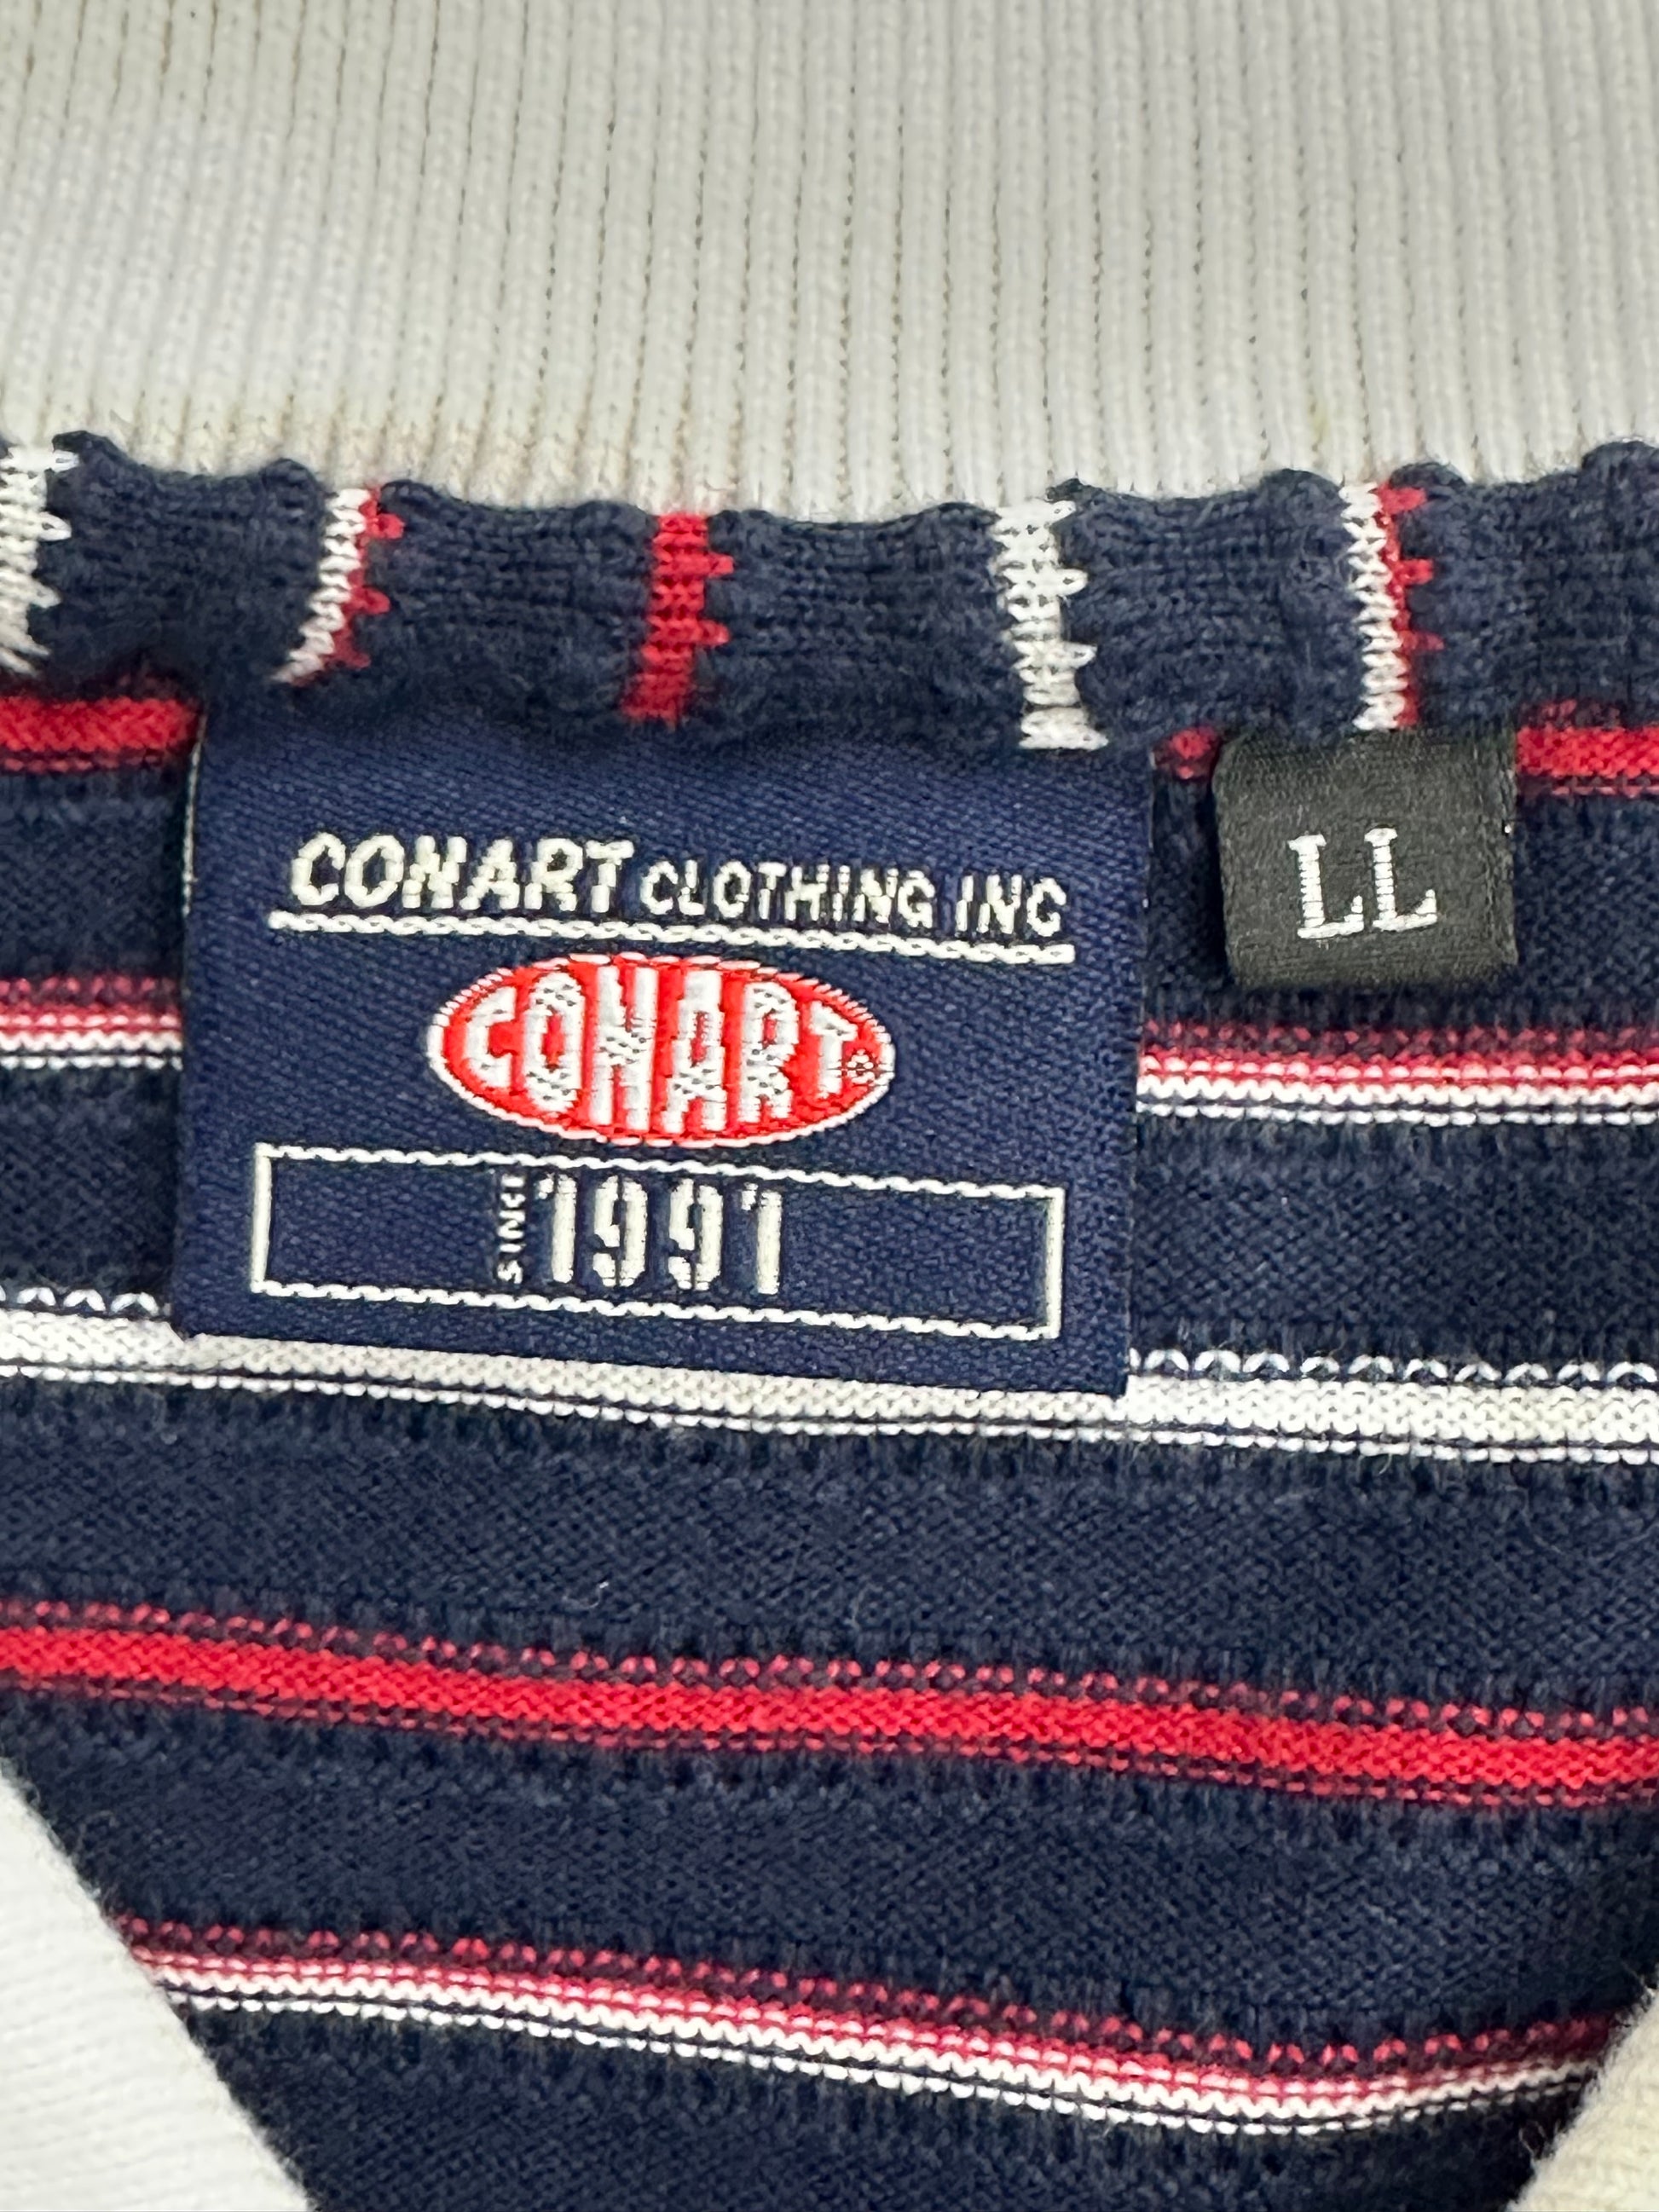 CONART CLOTHING INC
CONART®
SINCE 1991
LL